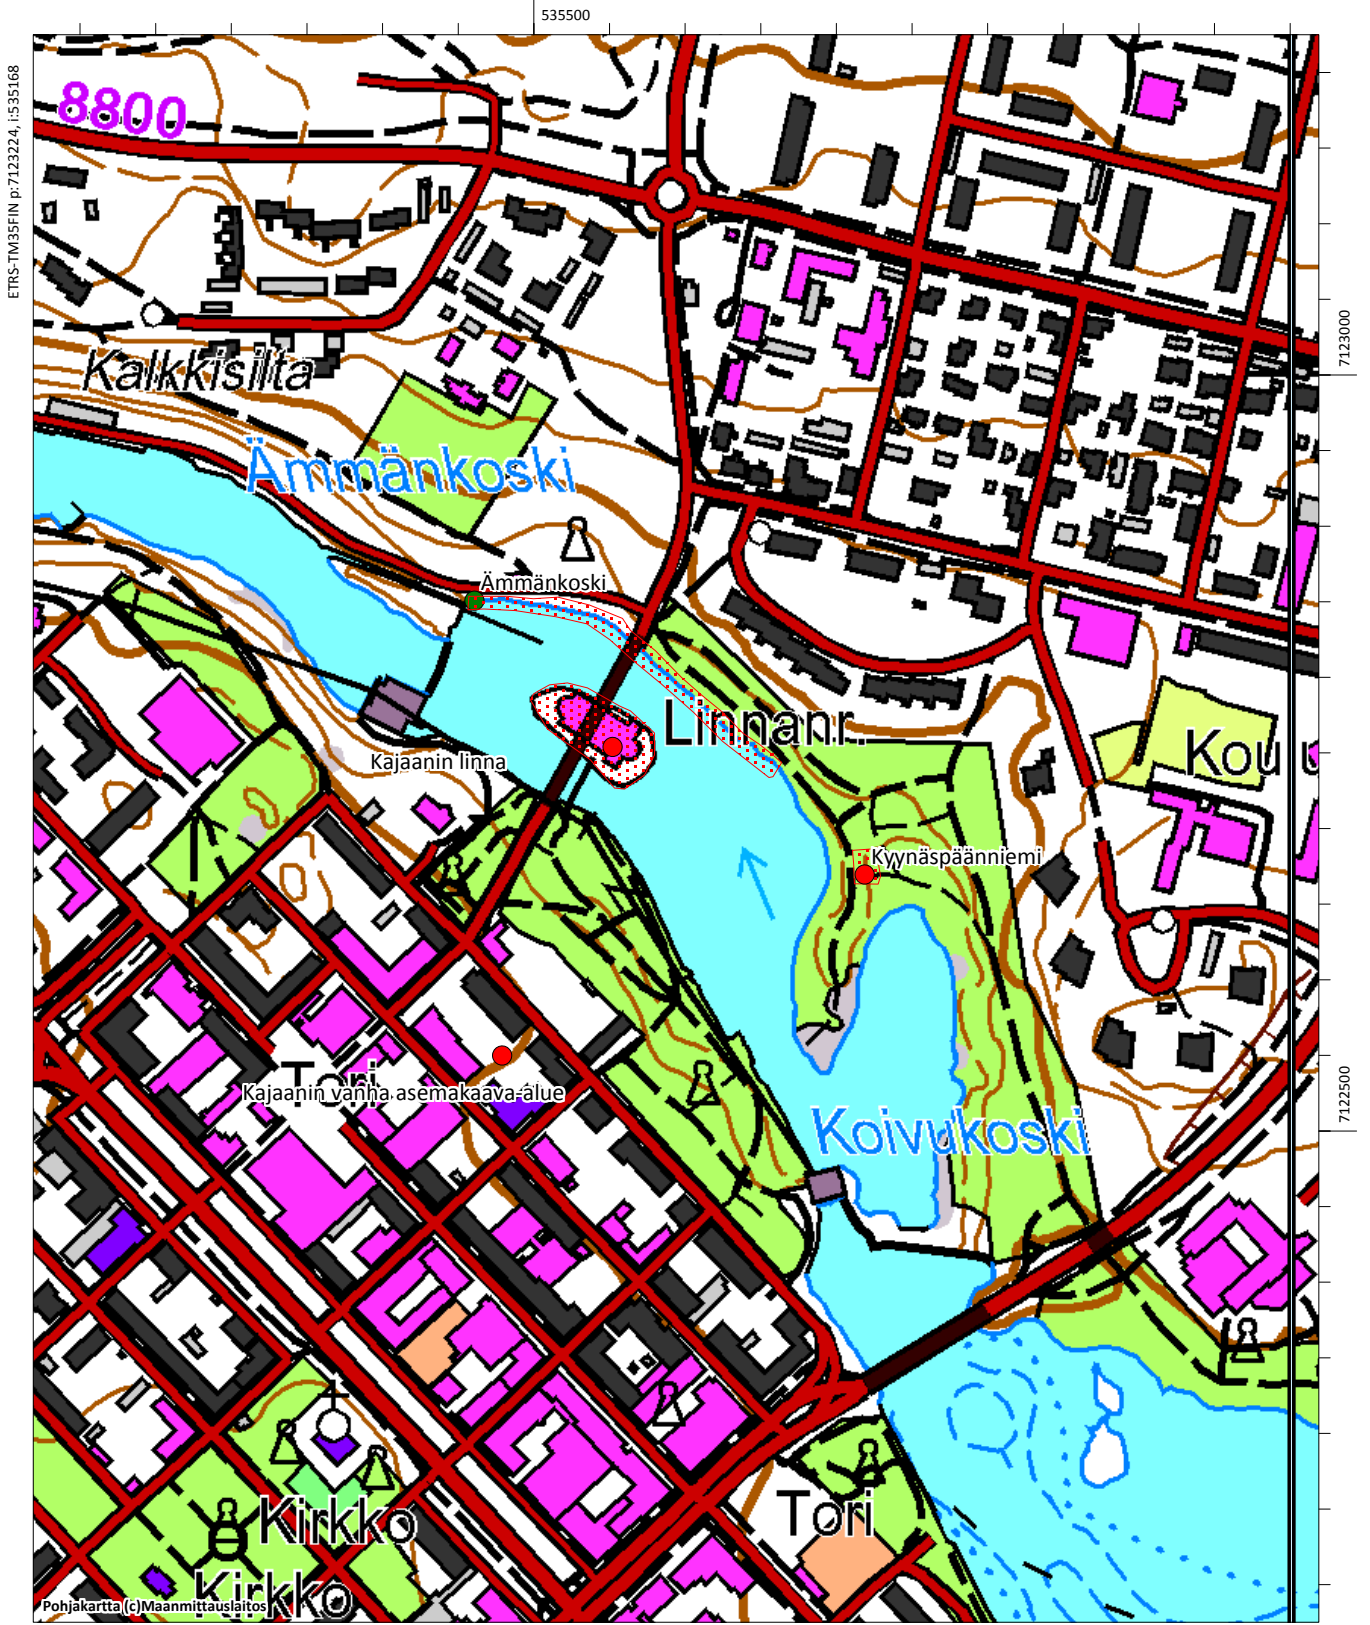 535500
ETRS-TM35FIN p:7123224, i:535168
8800
7123000
Kalkkisilta
Ämmänkoski
Ämmänkoski
Linnanr.
Kou u
Kajaanin linna
Kyynäspäänniemi
Tori
Kajaanin vanha asemakaava-alue
7122500
Koivukoski
Kirkko
Tori
Kirkko
Pohjakartta (c)Maanmittauslaitos